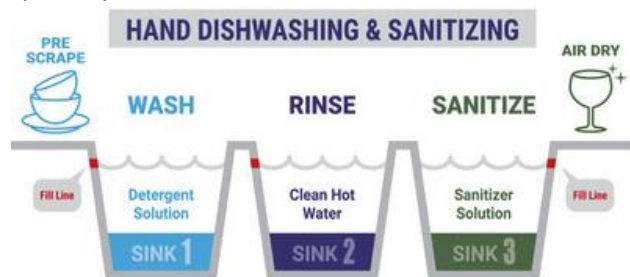 HAND DISHWASHING & SANITIZING
PRE
SCRAPE
WASH
RINSE
SANITIZE
AIR DRY
Fill Line
Detergent
Solution
Clean Hot
Water
Sanitizer
Solution
Fill Line
SINK 1
SINK 2
SINK 3